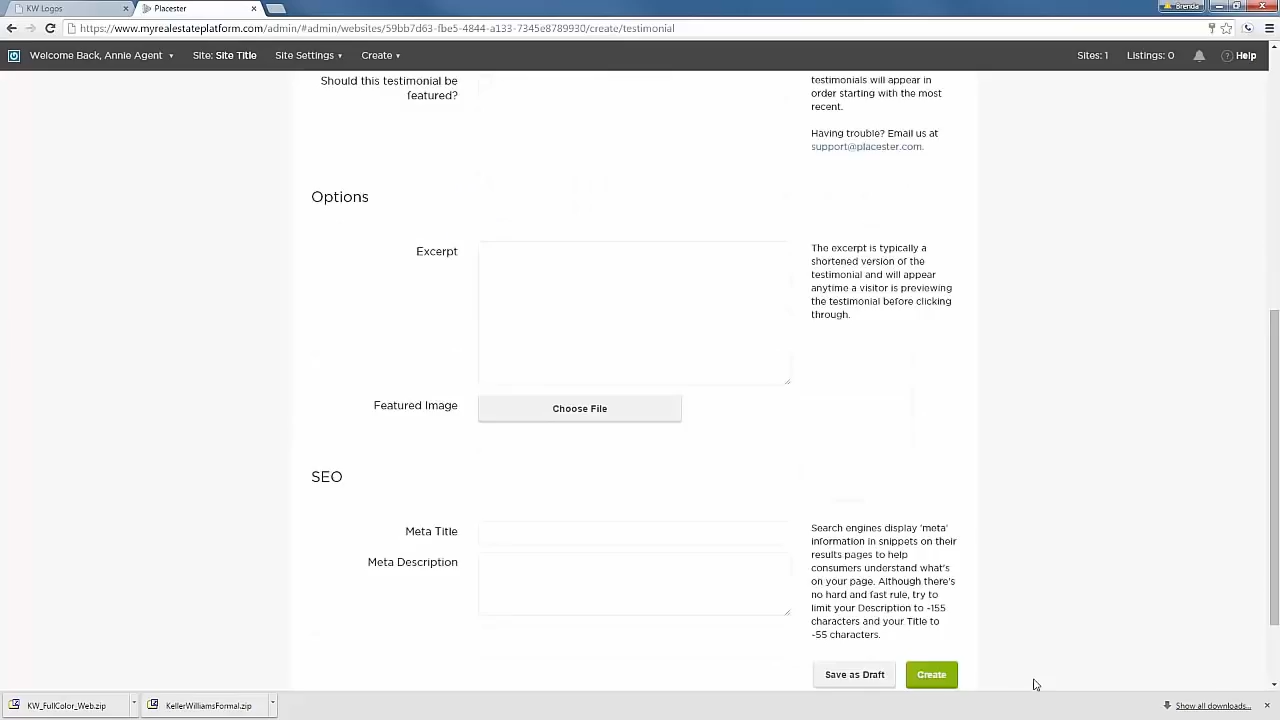 KW Logos
Placester
Brenda
https://www.myrealestateplatform.com/admin/#admin/websites/59bb7d63-fbe5-4844-a133-7345e8789930/create/testimonial
Welcome Back, Annie Agent
Site: Site Title
Site Settings
Create
Sites: 1
Listings: 0
? Help
Should this testimonial be
featured?
testimonials will appear in
order starting with the most
recent.
Having trouble? Email us at
support@placester.com.
Options
Excerpt
The excerpt is typically a
shortened version of the
testimonial and will appear
anytime a visitor is previewing
the testimonial before clicking
through.
Featured Image
Choose File
SEO
Meta Title
Meta Description
Search engines display 'meta'
information in snippets on their
results pages to help
consumers understand what's
on your page. Although there's
no hard and fast rule, try to
limit your Description to ~155
characters and your Title to
~55 characters.
Save as Draft
Create
KW_FullColor_Web.zip
KellerWilliamsFormal.zip
Show all downloads...